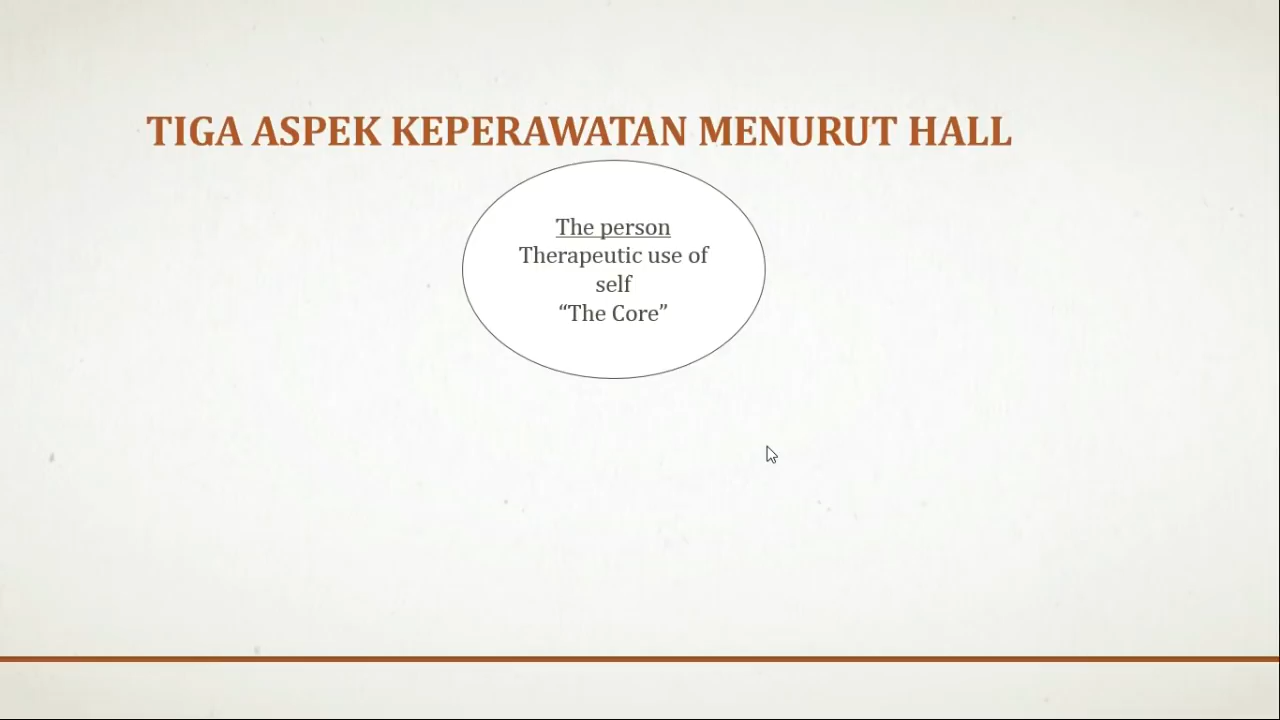 TIGA ASPEK KEPERAWATAN MENURUT HALL
The person
Therapeutic use of
self
“The Core”